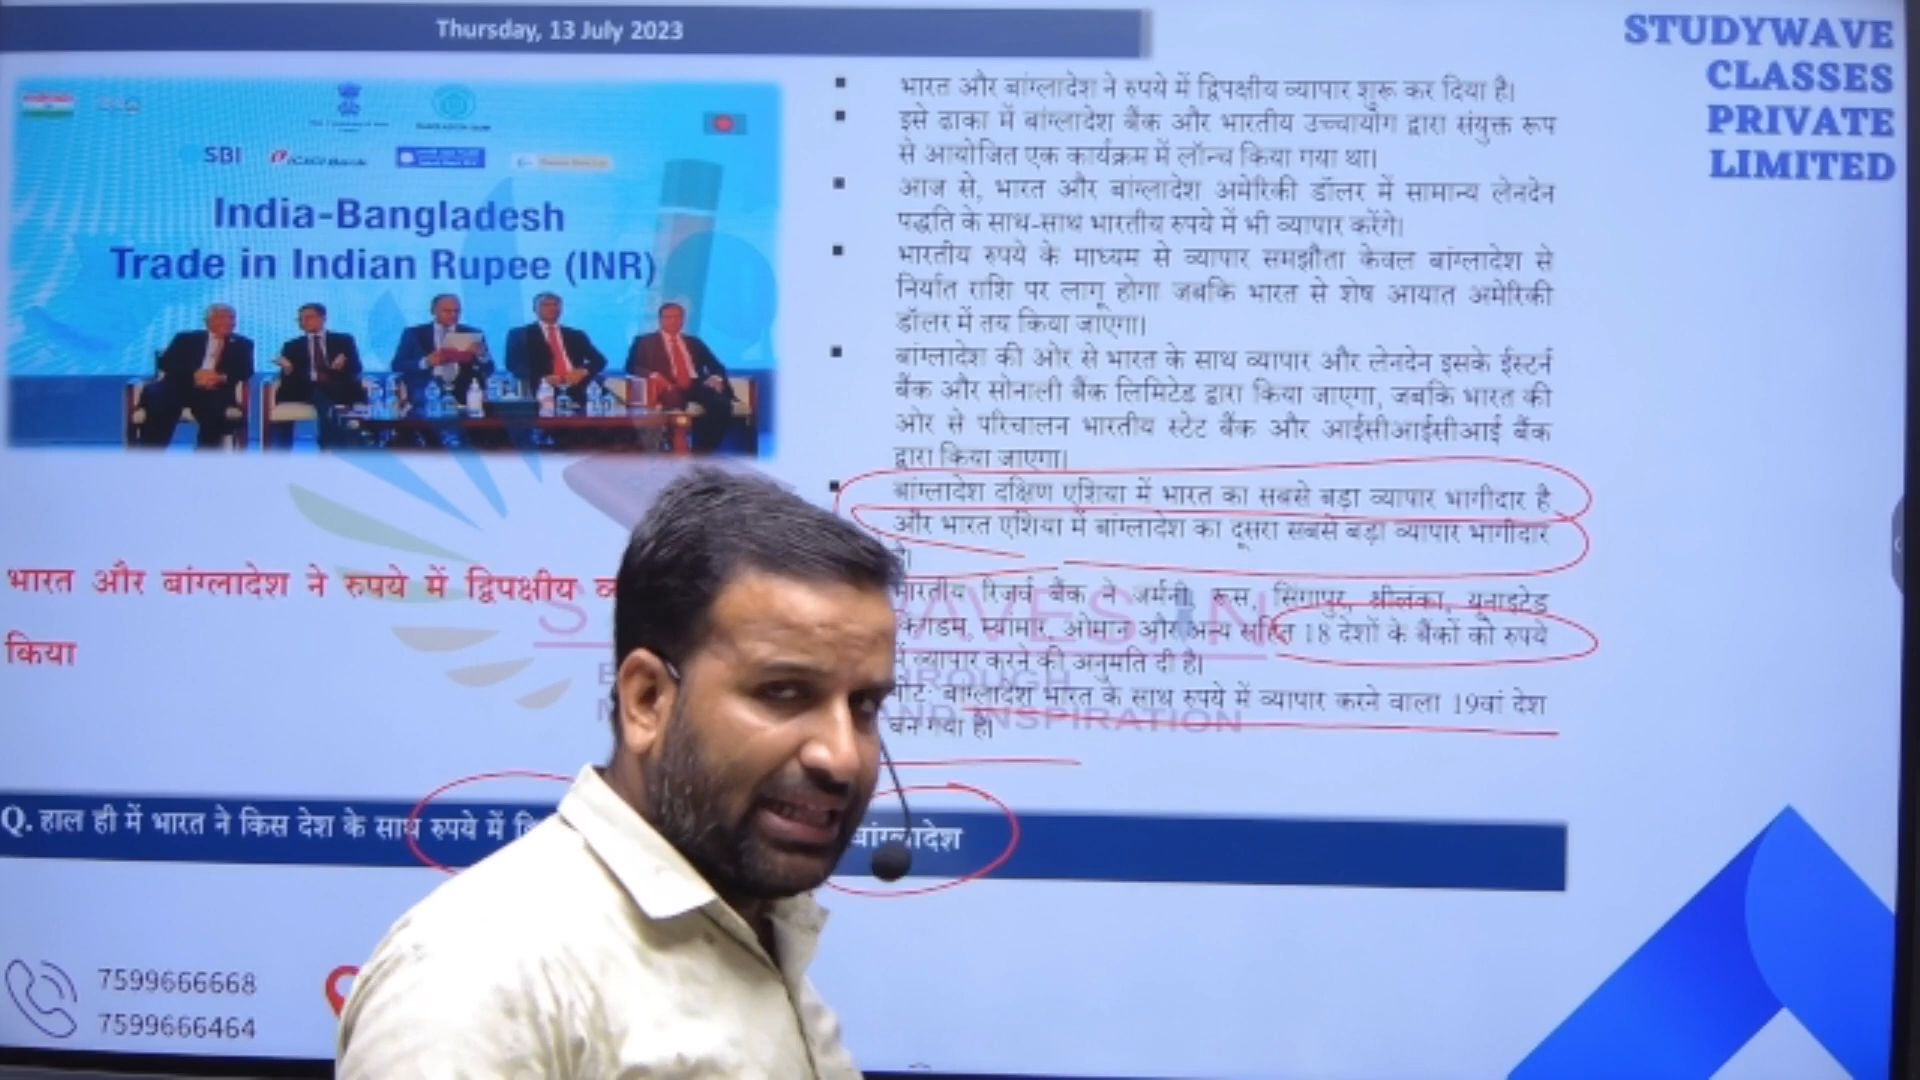 Thursday, 13 July 2023
STUDYWAVE
CLASSES
PRIVATE
LIMITED
SBI
ICICI Bank
India-Bangladesh
Trade in Indian Rupee (INR)
भारत और बांग्लादेश ने रुपये में द्विपक्षीय
किया
भारत और बांग्लादेश ने रुपये में द्विपक्षीय व्यापार शुरू कर दिया है।
इसे ढाका में बांग्लादेश बैंक और भारतीय उच्चायोग द्वारा संयुक्त रूप
से आयोजित एक कार्यक्रम में लॉन्च किया गया था।
आज से, भारत और बांग्लादेश अमेरिकी डॉलर में सामान्य लेनदेन
पद्धति के साथ-साथ भारतीय रुपये में भी व्यापार करेंगे।
भारतीय रुपये के माध्यम से व्यापार समझौता केवल बांग्लादेश से
निर्यात राशि पर लागू होगा जबकि भारत से शेष आयात अमेरिकी
डॉलर में तय किया जाएगा।
बांग्लादेश की ओर से भारत के साथ व्यापार और लेनदेन इसके ईस्टर्न
बैंक और सोनाली बैंक लिमिटेड द्वारा किया जाएगा, जबकि भारत की
ओर से परिचालन भारतीय स्टेट बैंक और आईसीआईसीआई बैंक
द्वारा किया जाएगा।
बांग्लादेश दक्षिण एशिया में भारत का सबसे बड़ा व्यापार भागीदार है
और भारत एशिया में बांग्लादेश का दूसरा सबसे बड़ा व्यापार भागीदार
है।
भारतीय रिजर्व बैंक ने जर्मनी, रूस, सिंगापुर, श्रीलंका, यूनाइटेड
किंगडम, म्यांमार, ओमान और अन्य सहित 18 देशों के बैंकों को रुपये
में व्यापार करने की अनुमति दी है।
नोट: बांग्लादेश भारत के साथ रुपये में व्यापार करने वाला 19वां देश
बन गया है।
AND INSPIRATION
Q. हाल ही में भारत ने किस देश के साथ रुपये में
बांग्लादेश
7599666668
7599666464